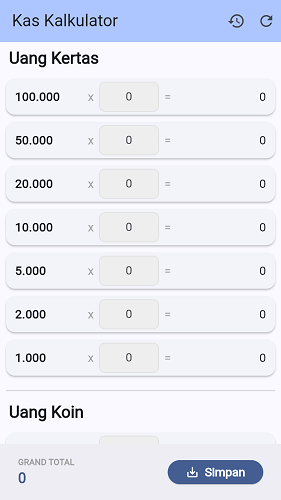 Kas Kalkulator
Uang Kertas
100.000 x 0 = 0
50.000 x 0 = 0
20.000 x 0 = 0
10.000 x 0 = 0
5.000 x 0 = 0
2.000 x 0 = 0
1.000 x 0 = 0
Uang Koin
GRAND TOTAL
0
Simpan